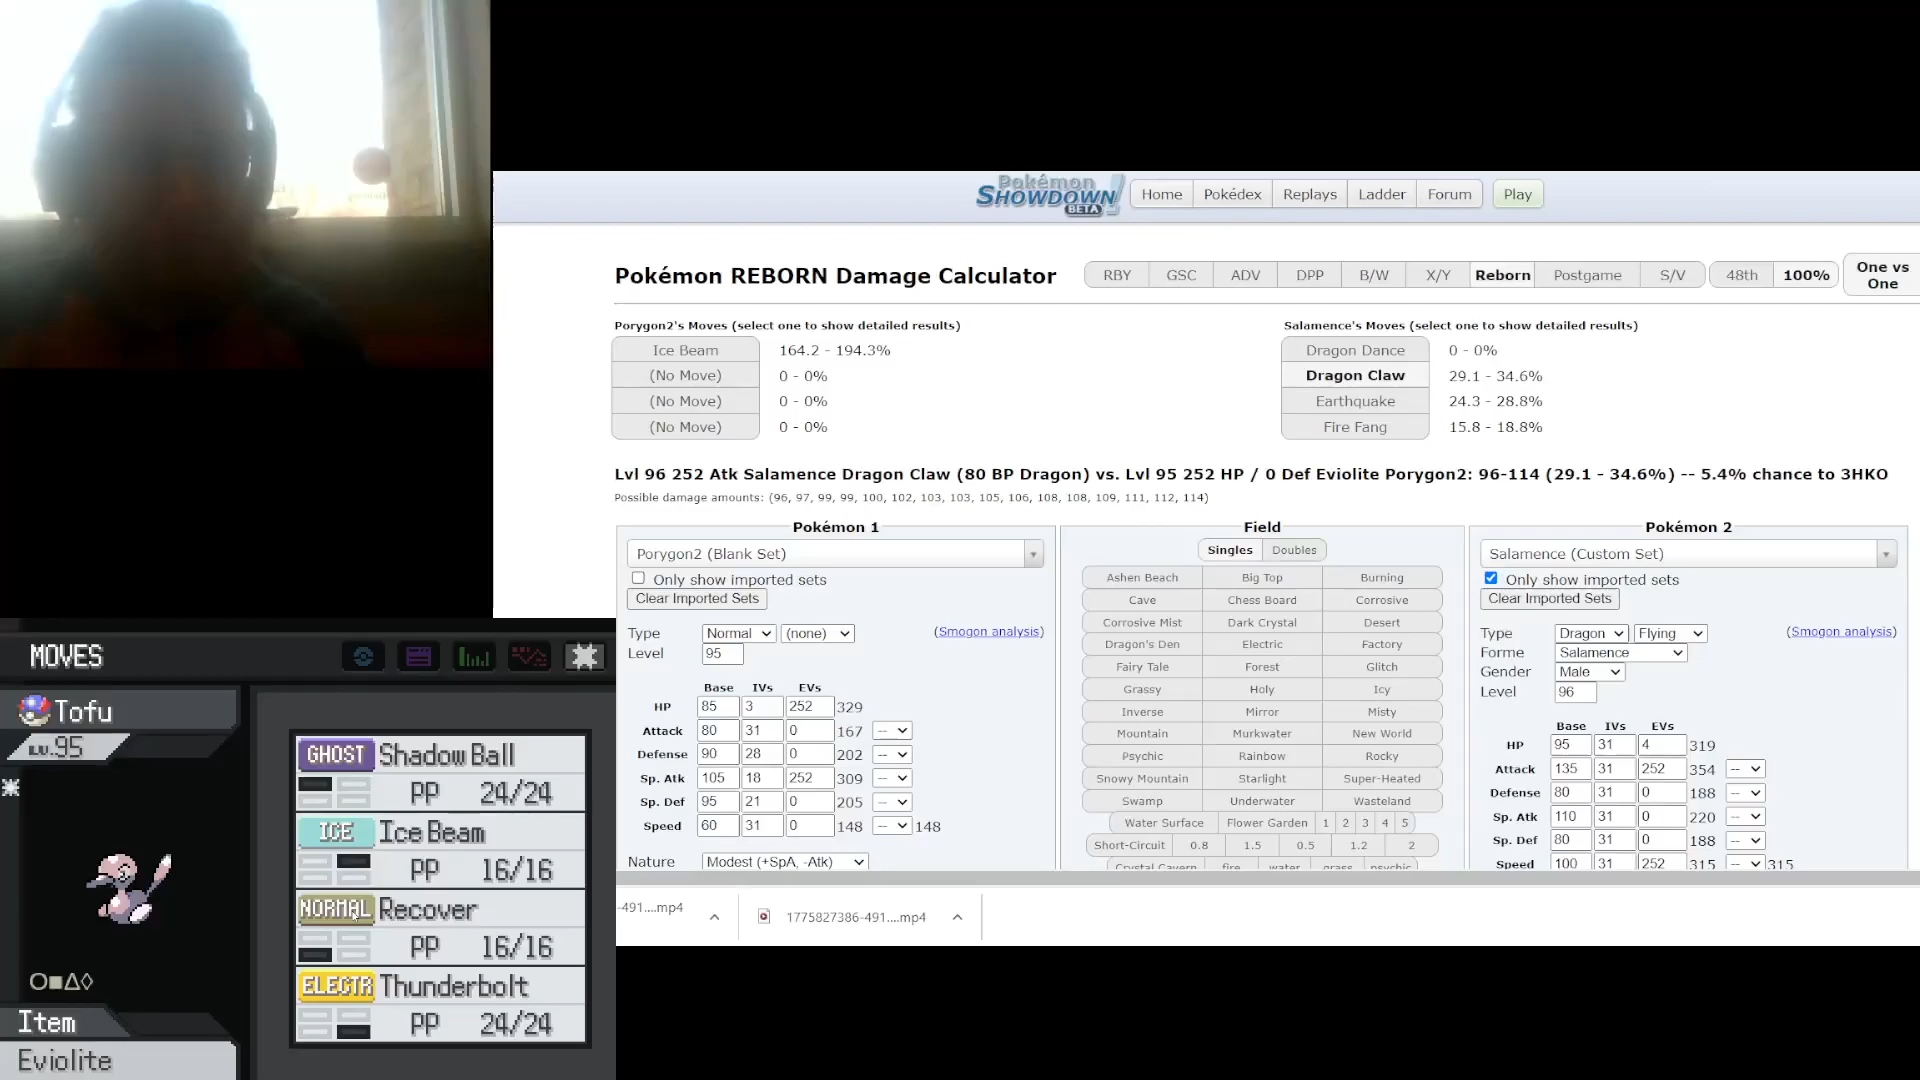 Pokémon
SHOWDOWN!
BETA
Home Pokédex Replays Ladder Forum Play
Pokémon REBORN Damage Calculator
RBY GSC ADV DPP B/W X/Y Reborn Postgame S/V 48th 100% One vs One
Porygon2's Moves (select one to show detailed results)
Ice Beam 164.2 - 194.3%
(No Move) 0 - 0%
(No Move) 0 - 0%
(No Move) 0 - 0%
Salamence's Moves (select one to show detailed results)
Dragon Dance 0 - 0%
Dragon Claw 29.1 - 34.6%
Earthquake 24.3 - 28.8%
Fire Fang 15.8 - 18.8%
Lvl 96 252 Atk Salamence Dragon Claw (80 BP Dragon) vs. Lvl 95 252 HP / 0 Def Eviolite Porygon2: 96-114 (29.1 - 34.6%) -- 5.4% chance to 3HKO
Possible damage amounts: (96, 97, 99, 99, 100, 102, 103, 103, 105, 106, 108, 108, 109, 111, 112, 114)
Pokémon 1
Porygon2 (Blank Set)
Only show imported sets
Clear Imported Sets
Type Normal (none) (Smogon analysis)
Level 95
Base IVs EVs
HP 85 3 252 329
Attack 80 31 0 167 --
Defense 90 28 0 202 --
Sp. Atk 105 18 252 309 --
Sp. Def 95 21 0 205 --
Speed 60 31 0 148 -- 148
Nature Modest (+SpA, -Atk)
Field
Singles Doubles
Ashen Beach Big Top Burning
Cave Chess Board Corrosive
Corrosive Mist Dark Crystal Desert
Dragon's Den Electric Factory
Fairy Tale Forest Glitch
Grassy Holy Icy
Inverse Mirror Misty
Mountain Murkwater New World
Psychic Rainbow Rocky
Snowy Mountain Starlight Super-Heated
Swamp Underwater Wasteland
Water Surface Flower Garden 1 2 3 4 5
Short-Circuit 0.8 1.5 0.5 1.2 2
Crystal Cavern fire water grass psychic
Pokémon 2
Salamence (Custom Set)
Only show imported sets
Clear Imported Sets
Type Dragon Flying (Smogon analysis)
Forme Salamence
Gender Male
Level 96
Base IVs EVs
HP 95 31 4 319
Attack 135 31 252 354 --
Defense 80 31 0 188 --
Sp. Atk 110 31 0 220 --
Sp. Def 80 31 0 188 --
Speed 100 31 252 315 -- 315
-491....mp4
1775827386-491....mp4
MOVES
Tofu
Lv.95
Item
Eviolite
GHOST Shadow Ball
PP 24/24
ICE Ice Beam
PP 16/16
NORMAL Recover
PP 16/16
ELECTR Thunderbolt
PP 24/24